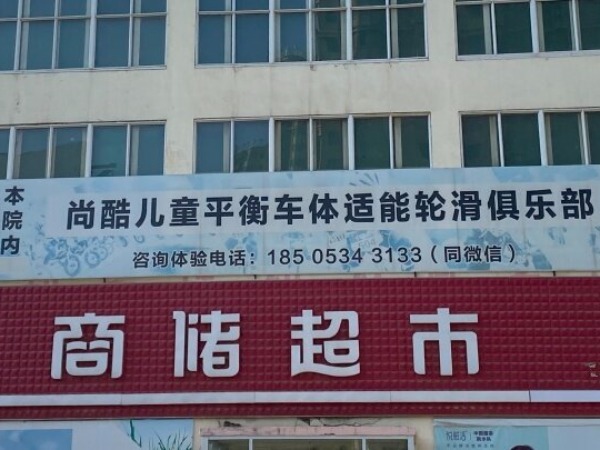 本院内
尚酷儿童平衡车体适能轮滑俱乐部
咨询体验电话：185 0534 3133（同微信）
商储超市